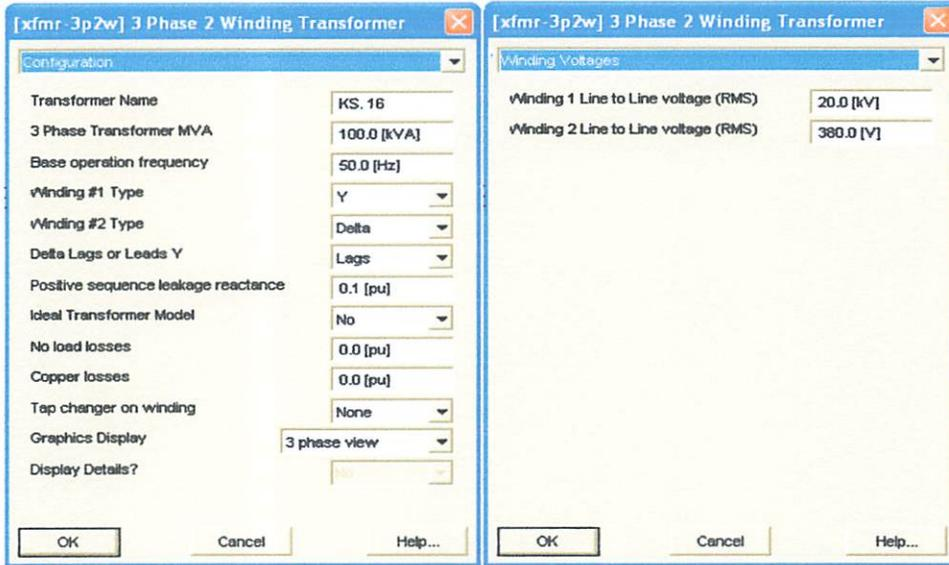 [xfmr-3p2w] 3 Phase 2 Winding Transformer
Configuration
Transformer Name KS. 16
3 Phase Transformer MVA 100.0 [kVA]
Base operation frequency 50.0 [Hz]
Winding #1 Type Y
Winding #2 Type Delta
Delta Lags or Leads Y Lags
Positive sequence leakage reactance 0.1 [pu]
Ideal Transformer Model No
No load losses 0.0 [pu]
Copper losses 0.0 [pu]
Tap changer on winding None
Graphics Display 3 phase view
Display Details? No
OK Cancel Help...
[xfmr-3p2w] 3 Phase 2 Winding Transformer
Winding Voltages
Winding 1 Line to Line voltage (RMS) 20.0 [kV]
Winding 2 Line to Line voltage (RMS) 380.0 [V]
OK Cancel Help...